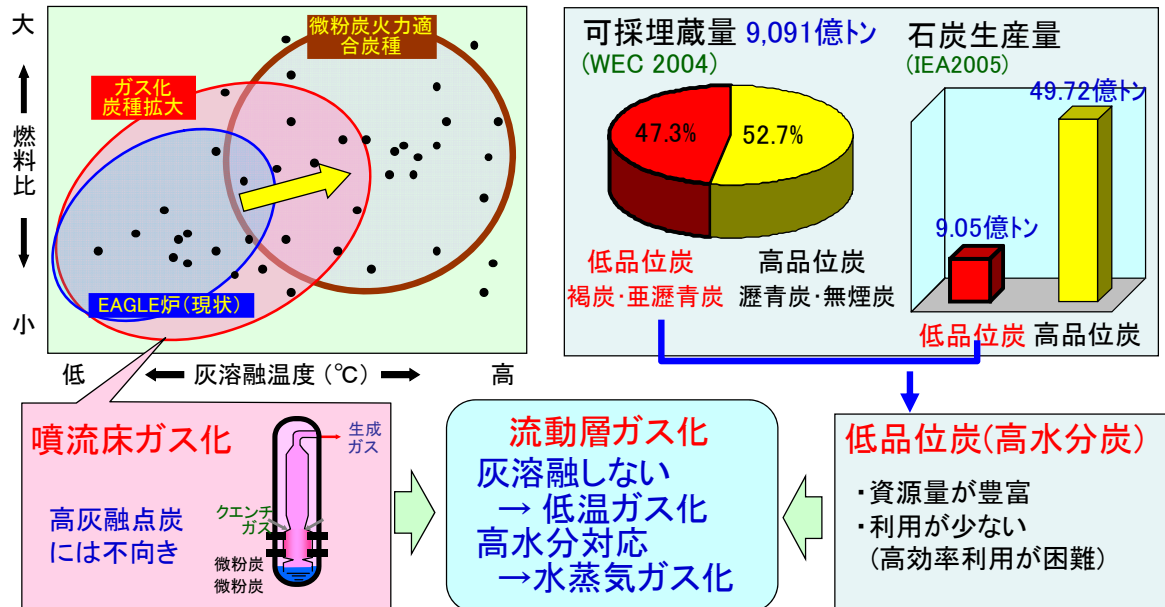 大
燃料比
小
微粉炭火力適
合炭種
ガス化
炭種拡大
EAGLE炉(現状)
低
灰溶融温度(℃)
高
可採埋蔵量 9,091億トン
(WEC 2004)
47.3%
52.7%
低品位炭
褐炭・亜瀝青炭
高品位炭
瀝青炭・無煙炭
石炭生産量
(IEA2005)
49.72億トン
9.05億トン
低品位炭
高品位炭
噴流床ガス化
高灰融点炭
には不向き
生成
ガス
クエンチ
ガス
微粉炭
微粉炭
流動層ガス化
灰溶融しない
→ 低温ガス化
高水分対応
→水蒸気ガス化
低品位炭(高水分炭)
・資源量が豊富
・利用が少ない
(高効率利用が困難)